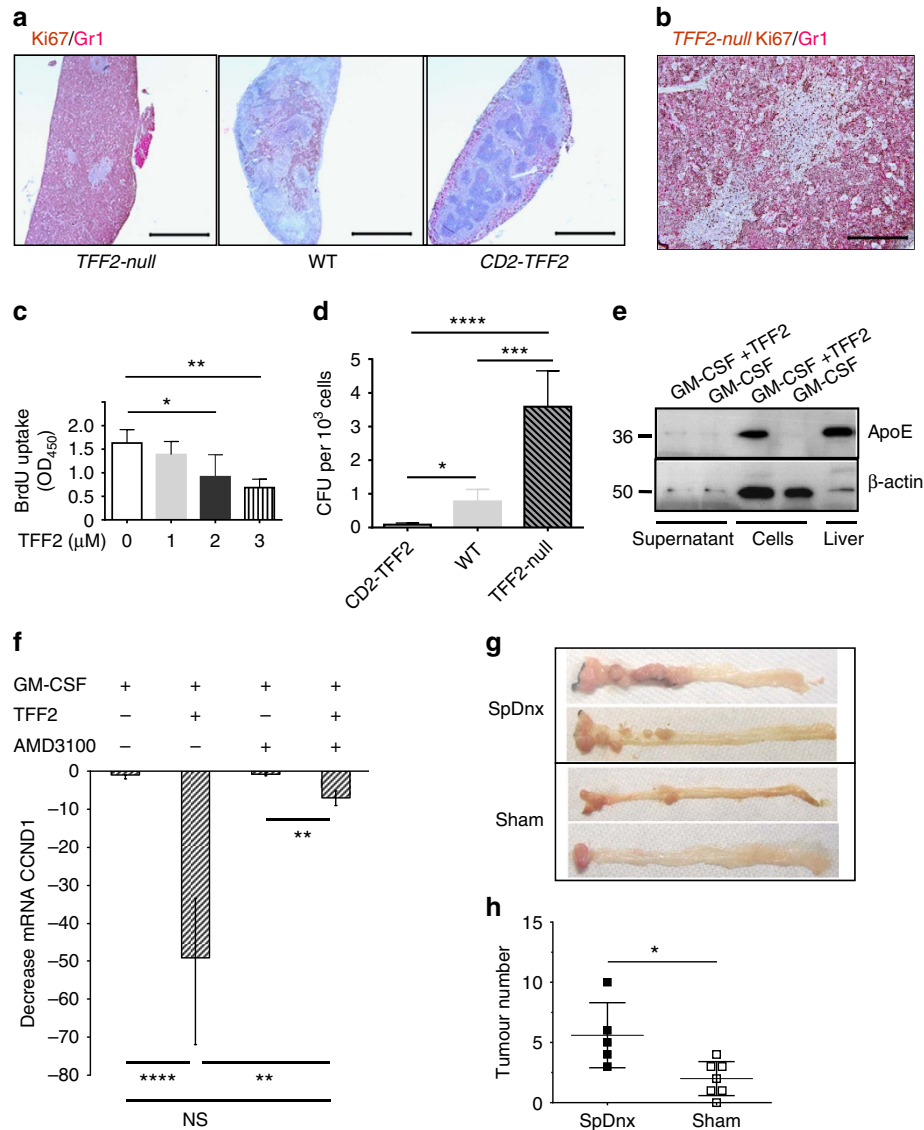 a
Ki67/Gr1
TFF2-null
WT
CD2-TFF2
b
TFF2-null Ki67/Gr1
c
BrdU uptake
(OD450)
2.0
1.5
1.0
0.5
0
**
*
TFF2 (μM) 0 1 2 3
d
CFU per 10³ cells
6
5
4
3
2
1
0
****
***
*
CD2-TFF2
WT
TFF2-null
e
GM-CSF +TFF2
GM-CSF
GM-CSF +TFF2
GM-CSF
36
ApoE
50
β-actin
Supernatant Cells Liver
f
GM-CSF + + + +
TFF2 – + – +
AMD3100 – – + +
Decrease mRNA CCND1
0
–10
–20
–30
–40
–50
–60
–70
–80
**
**** **
NS
g
SpDnx
Sham
h
Tumour number
15
10
5
0
*
SpDnx Sham